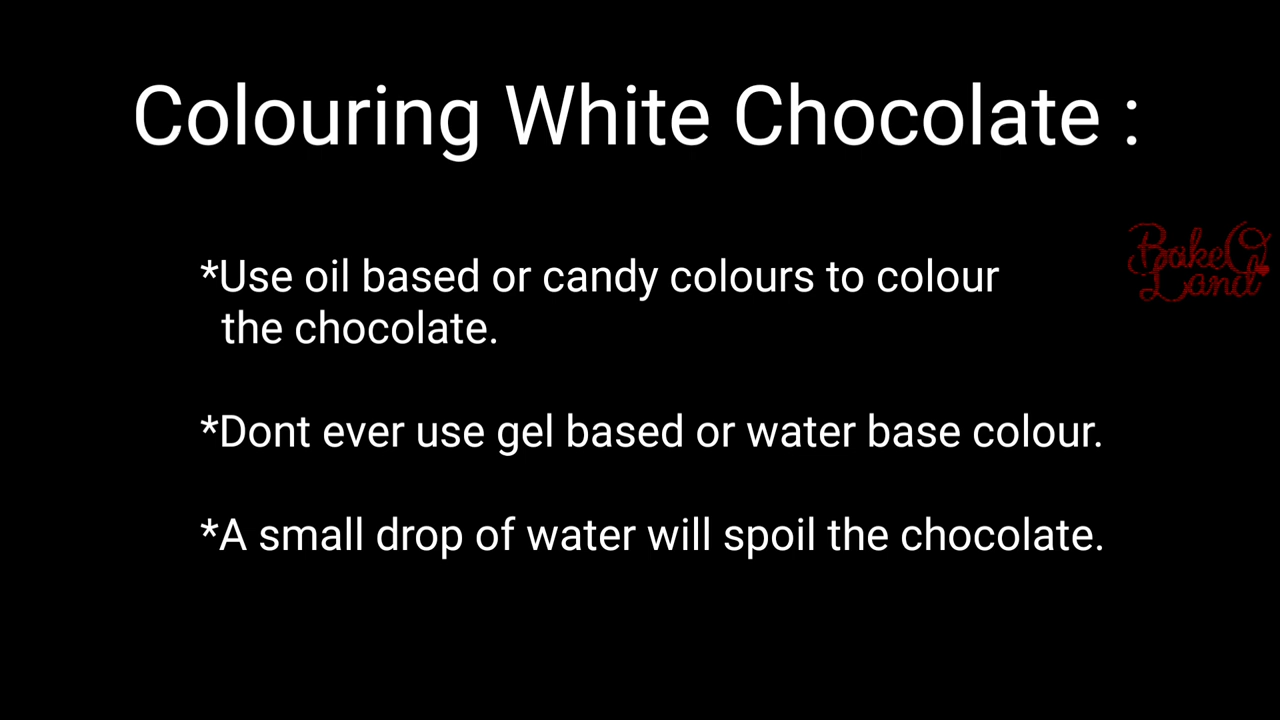 Colouring White Chocolate :
BakeO
Land
*Use oil based or candy colours to colour
the chocolate.
*Dont ever use gel based or water base colour.
*A small drop of water will spoil the chocolate.